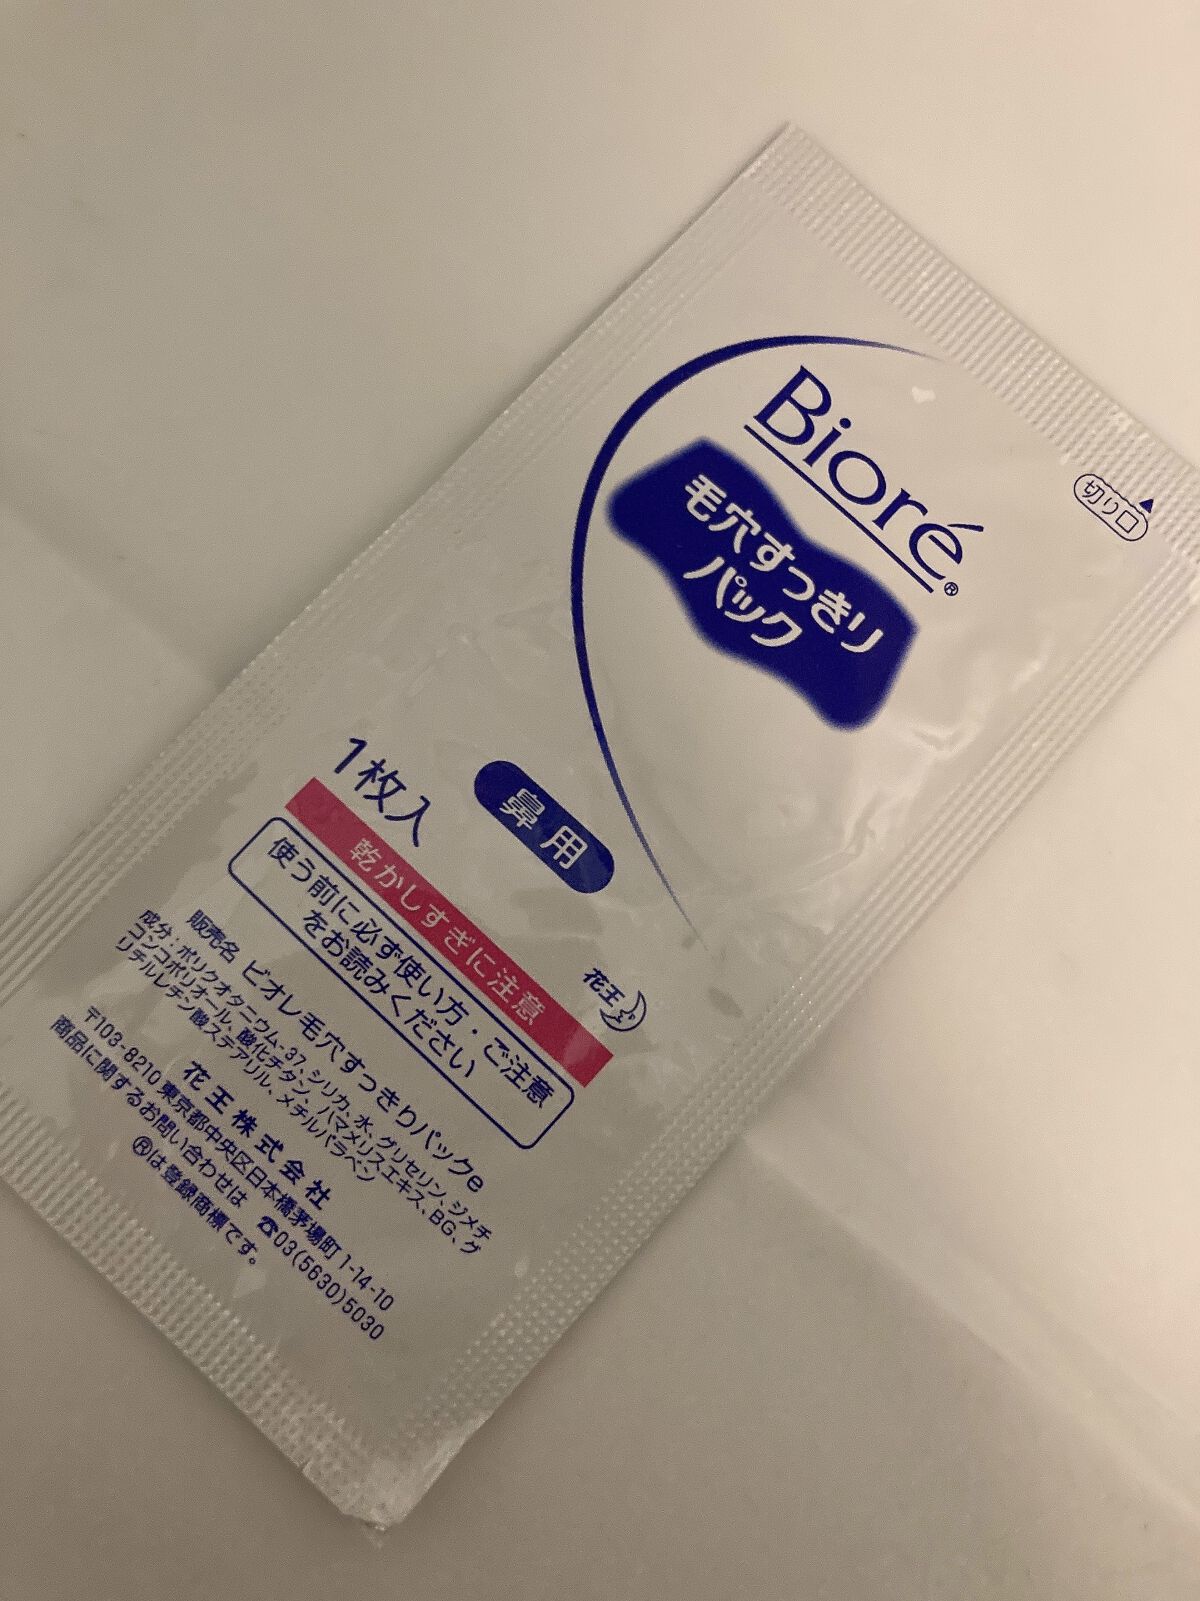 Bioré®
毛穴すっきり
パック
切り口
1枚入
鼻用
乾かしすぎに注意
使う前に必ず使い方・ご注意
をお読みください
花王
販売名 ビオレ毛穴すっきりパックe
成分：ポリクオタニウム-37、シリカ、水、グリセリン、ジメチ
コンコポリオール、酸化チタン、ハマメリスエキス、BG、グ
リチルレチン酸ステアリル、メチルパラベン
花王株式会社
〒103-8210 東京都中央区日本橋茅場町 1-14-10
商品に関するお問い合わせは ☎03(5630)5030
®は登録商標です。